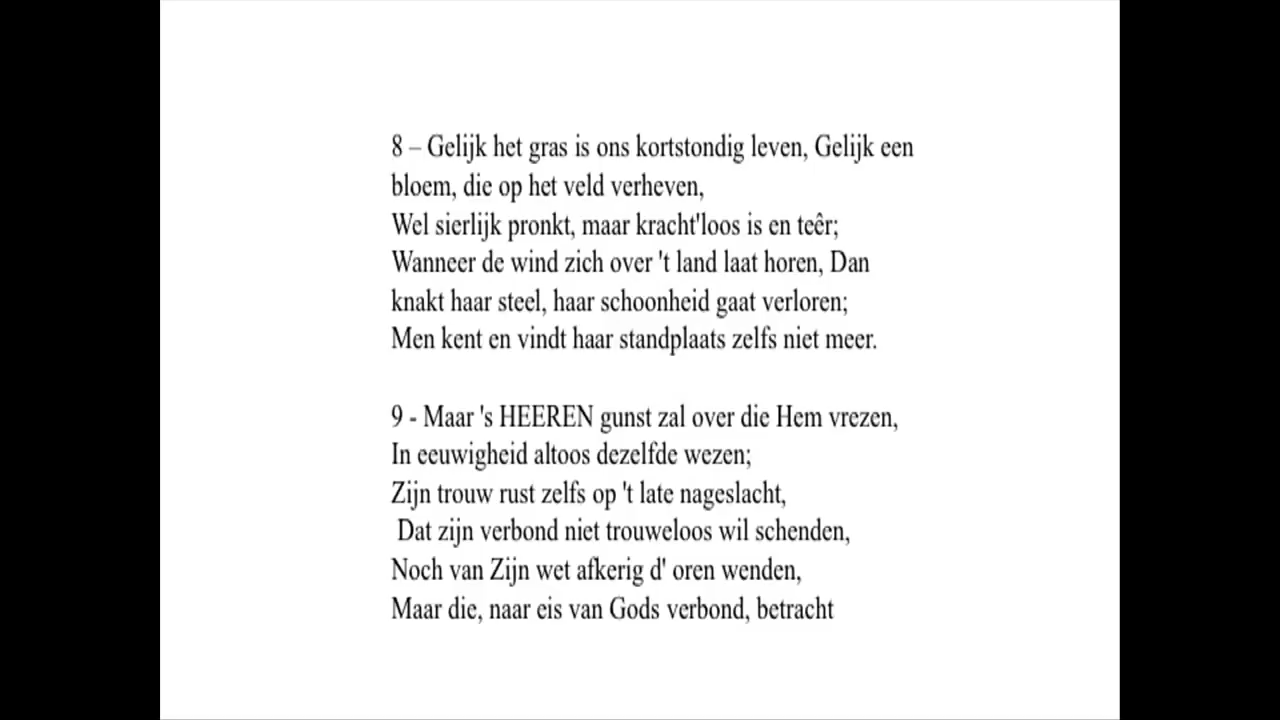 8 – Gelijk het gras is ons kortstondig leven, Gelijk een
bloem, die op het veld verheven,
Wel sierlijk pronkt, maar kracht'loos is en teêr;
Wanneer de wind zich over 't land laat horen, Dan
knakt haar steel, haar schoonheid gaat verloren;
Men kent en vindt haar standplaats zelfs niet meer.
9 - Maar 's HEEREN gunst zal over die Hem vrezen,
In eeuwigheid altoos dezelfde wezen;
Zijn trouw rust zelfs op 't late nageslacht,
Dat zijn verbond niet trouweloos wil schenden,
Noch van Zijn wet afkerig d' oren wenden,
Maar die, naar eis van Gods verbond, betracht